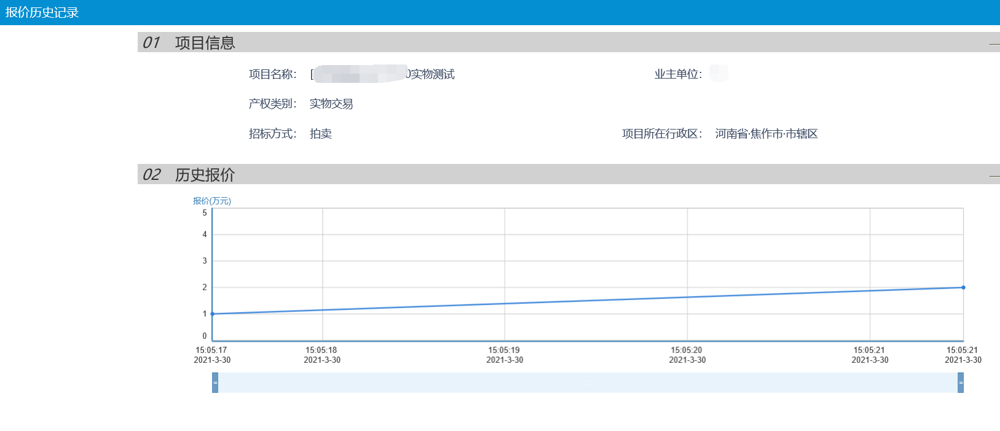 报价历史记录
01 项目信息
项目名称： [ 0实物测试 业主单位：
产权类别： 实物交易
招标方式： 拍卖 项目所在行政区： 河南省·焦作市·市辖区
02 历史报价
报价(万元)
5
4
3
2
1
0
15:05:17 15:05:18 15:05:19 15:05:20 15:05:21 15:05:21
2021-3-30 2021-3-30 2021-3-30 2021-3-30 2021-3-30 2021-3-30